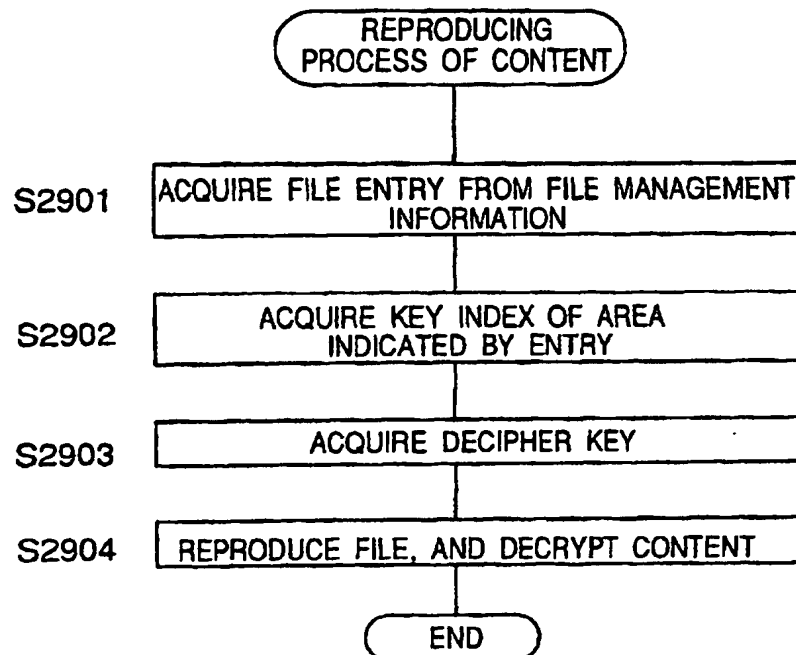 REPRODUCING
PROCESS OF CONTENT
S2901
ACQUIRE FILE ENTRY FROM FILE MANAGEMENT
INFORMATION
S2902
ACQUIRE KEY INDEX OF AREA
INDICATED BY ENTRY
S2903
ACQUIRE DECIPHER KEY
S2904
REPRODUCE FILE, AND DECRYPT CONTENT
END